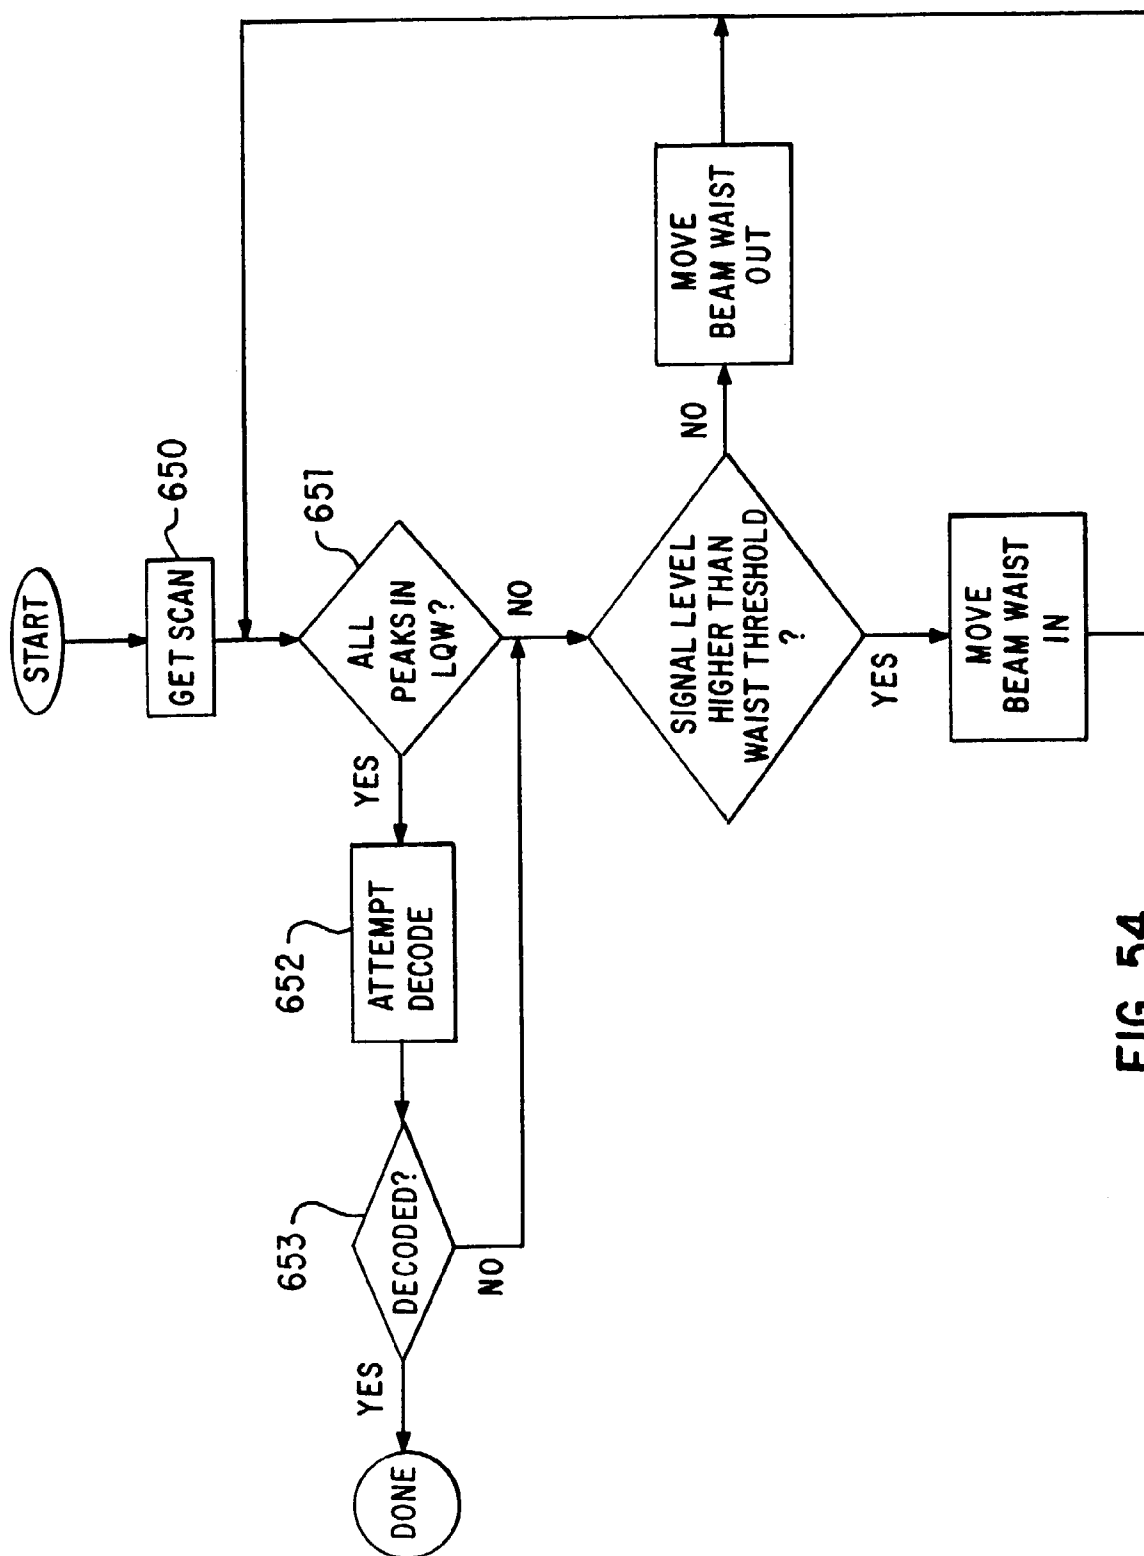 START
GET SCAN
650
ALL
PEAKS IN
LQW?
651
YES
NO
ATTEMPT
DECODE
652
DECODED?
653
YES
NO
DONE
SIGNAL LEVEL
HIGHER THAN
WAIST THRESHOLD
?
NO
YES
MOVE
BEAM WAIST
OUT
MOVE
BEAM WAIST
IN
FIG. 54